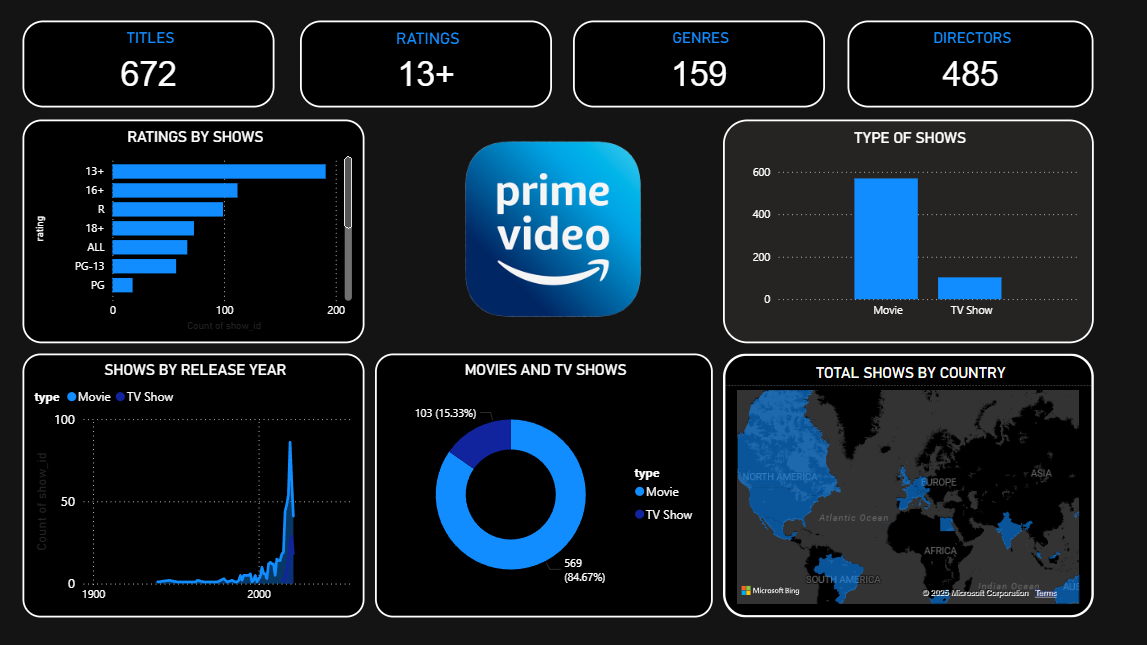 TITLES
672
RATINGS
13+
GENRES
159
DIRECTORS
485
RATINGS BY SHOWS
rating
13+
16+
R
18+
ALL
PG-13
PG
0
100
200
Count of show_id
prime
video
TYPE OF SHOWS
600
400
200
0
Movie
TV Show
SHOWS BY RELEASE YEAR
type Movie TV Show
Count of show_id
100
50
0
1900
2000
MOVIES AND TV SHOWS
103 (15.33%)
569
(84.67%)
type
Movie
TV Show
TOTAL SHOWS BY COUNTRY
NORTH AMERICA
EUROPE
ASIA
Atlantic Ocean
AFRICA
SOUTH AMERICA
Indian Ocean
AUS
Microsoft Bing
© 2025 Microsoft Corporation Terms